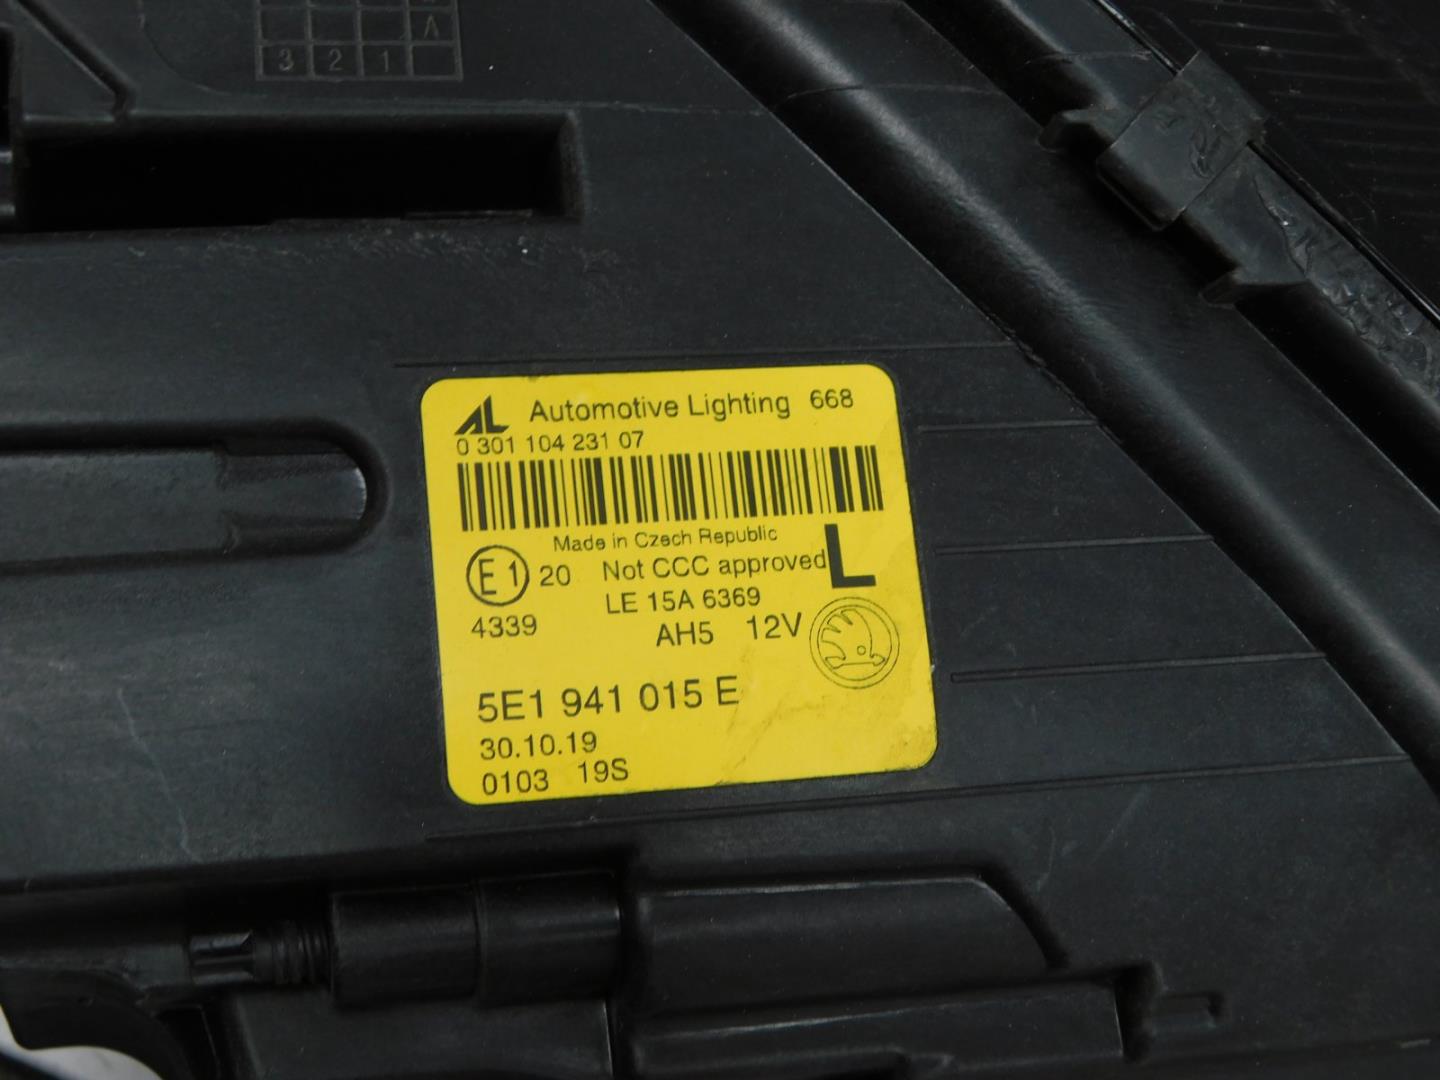 A
3 2 1
AL Automotive Lighting 668
0 301 104 231 07
Made in Czech Republic
E1 20 Not CCC approved L
LE 15A 6369
4339 AH5 12V
5E1 941 015 E
30.10.19
0103 19S